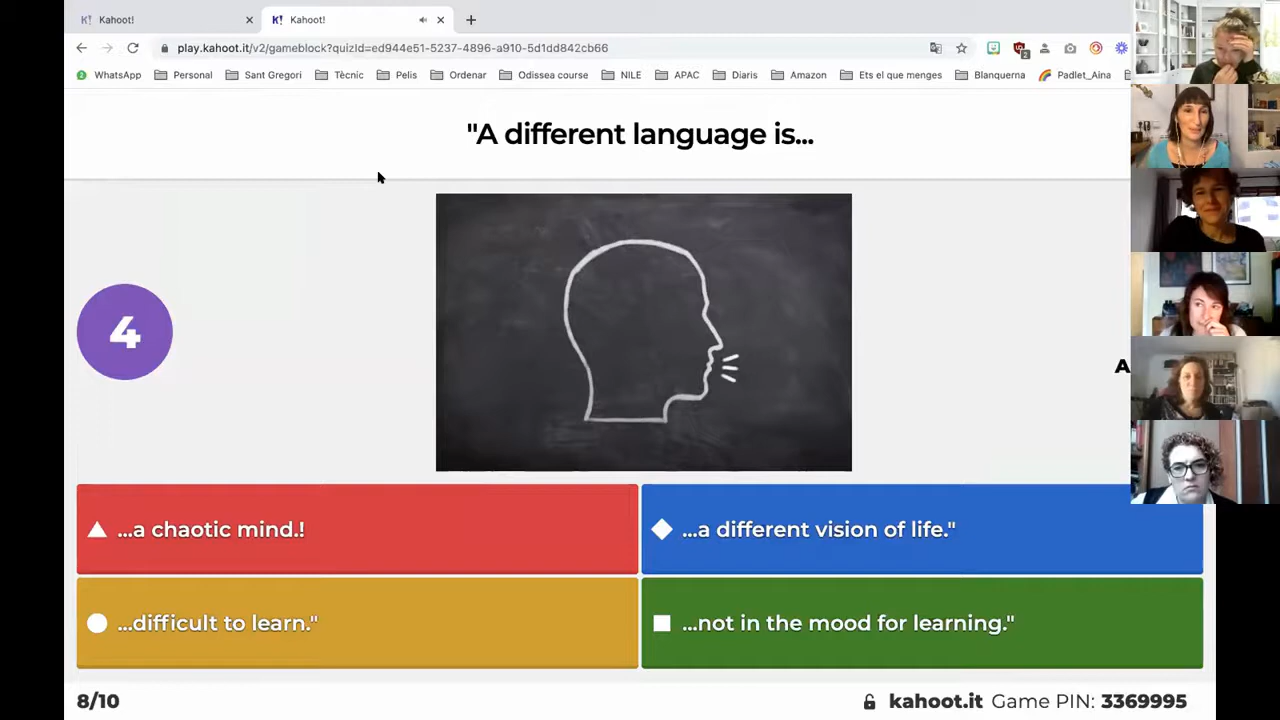 Kahoot!
Kahoot!
play.kahoot.it/v2/gameblock?quizId=ed944e51-5237-4896-a910-5d1dd842cb66
2
WhatsApp Personal Sant Gregori Tècnic Pelis Ordenar Odissea course NILE APAC Diaris Amazon Ets el que menges Blanquerna Padlet_Aina
"A different language is...
4
A
...a chaotic mind.!
...a different vision of life."
...difficult to learn."
...not in the mood for learning."
8/10
kahoot.it Game PIN: 3369995